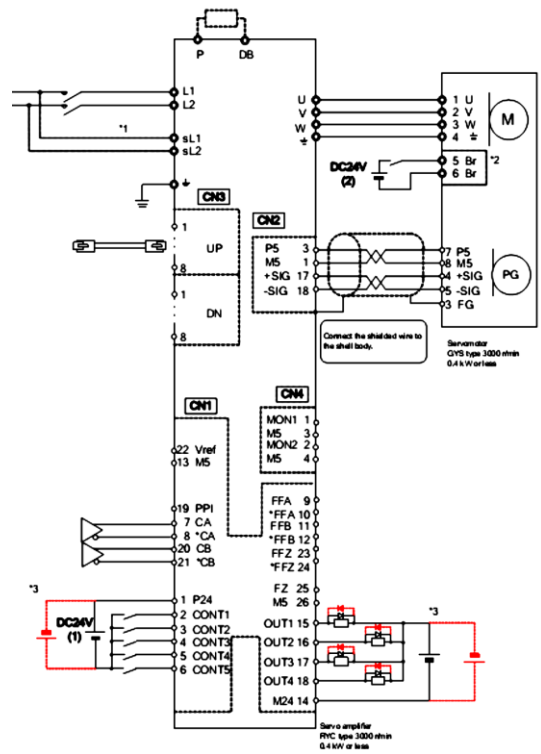 P DB
L1
L2
*1
sL1
sL2
U
V
W
1 U
2 V
3 W
4
M
DC24V
(2)
5 Br
6 Br
*2
CN3
1
UP
8
1
DN
8
CN2
P5 3
M5 1
+SIG 17
-SIG 18
7 P5
8 M5
4 +SIG
5 -SIG
3 FG
PG
Connect the shielded wire to
the shell body.
Servomotor
GYS type 3000 r/min
0.4 kW or less
CN1
CN4
MON1 1
M5 3
MON2 2
M5 4
22 Vref
13 M5
19 PPI
7 CA
8 *CA
20 CB
21 *CB
FFA 9
*FFA 10
FFB 11
*FFB 12
FFZ 23
*FFZ 24
FZ 25
M5 26
*3
DC24V
(1)
1 P24
2 CONT1
3 CONT2
4 CONT3
5 CONT4
6 CONT5
OUT1 15
OUT2 16
OUT3 17
OUT4 18
M24 14
*3
Servo amplifier
RYC type 3000 r/min
0.4 kW or less